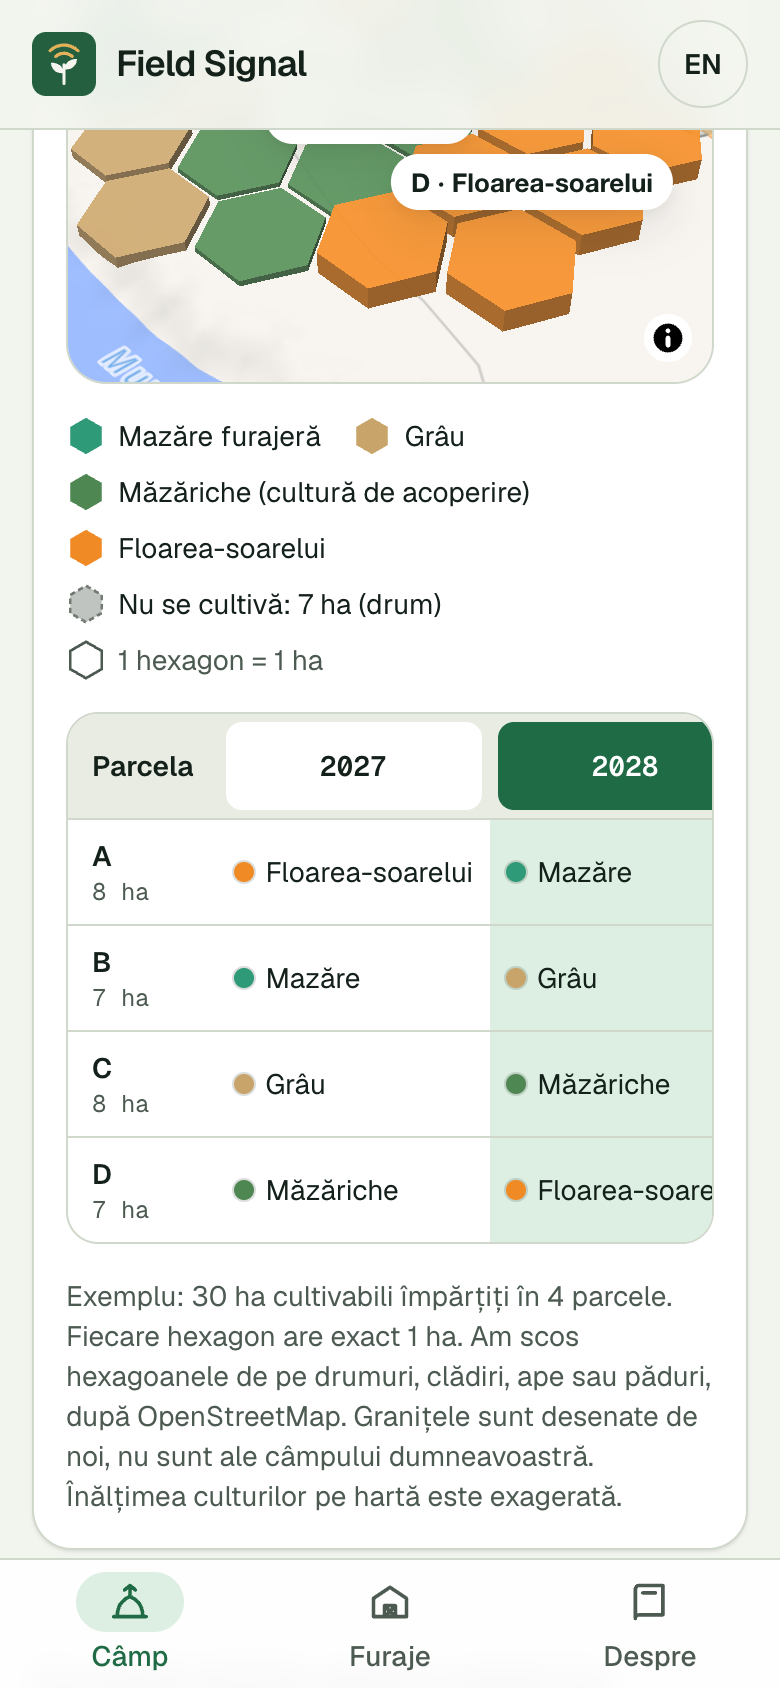 Field Signal
EN
D · Floarea-soarelui
Mazăre furajeră
Grâu
Măzăriche (cultură de acoperire)
Floarea-soarelui
Nu se cultivă: 7 ha (drum)
1 hexagon = 1 ha
Parcela 2027 2028
A
8 ha
Floarea-soarelui
Mazăre
B
7 ha
Mazăre
Grâu
C
8 ha
Grâu
Măzăriche
D
7 ha
Măzăriche
Floarea-soare
Exemplu: 30 ha cultivabili împărțiți în 4 parcele.
Fiecare hexagon are exact 1 ha. Am scos
hexagoanele de pe drumuri, clădiri, ape sau păduri,
după OpenStreetMap. Granițele sunt desenate de
noi, nu sunt ale câmpului dumneavoastră.
Înălțimea culturilor pe hartă este exagerată.
Câmp
Furaje
Despre